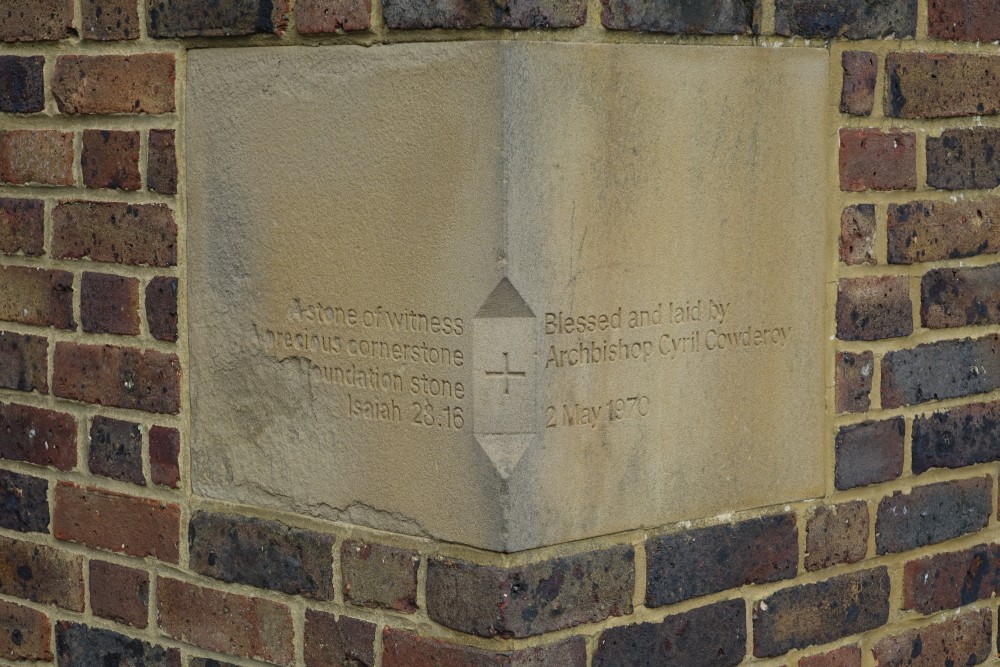 A stone of witness
A precious cornerstone
foundation stone
Isaiah 28.16
Blessed and laid by
Archbishop Cyril Cowderoy
2 May 1970